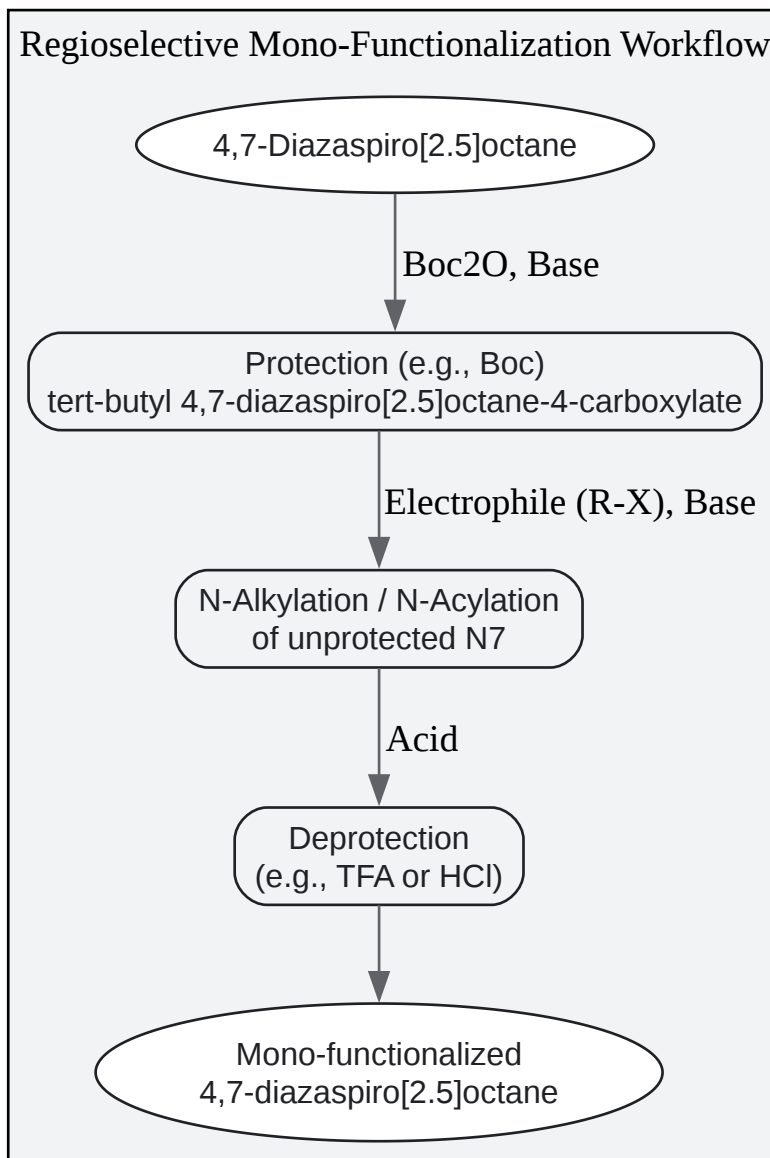 Regioselective Mono-Functionalization Workflow
4,7-Diazaspiro[2.5]octane
Boc2O, Base
Protection (e.g., Boc)
tert-butyl 4,7-diazaspiro[2.5]octane-4-carboxylate
Electrophile (R-X), Base
N-Alkylation / N-Acylation
of unprotected N7
Acid
Deprotection
(e.g., TFA or HCl)
Mono-functionalized
4,7-diazaspiro[2.5]octane